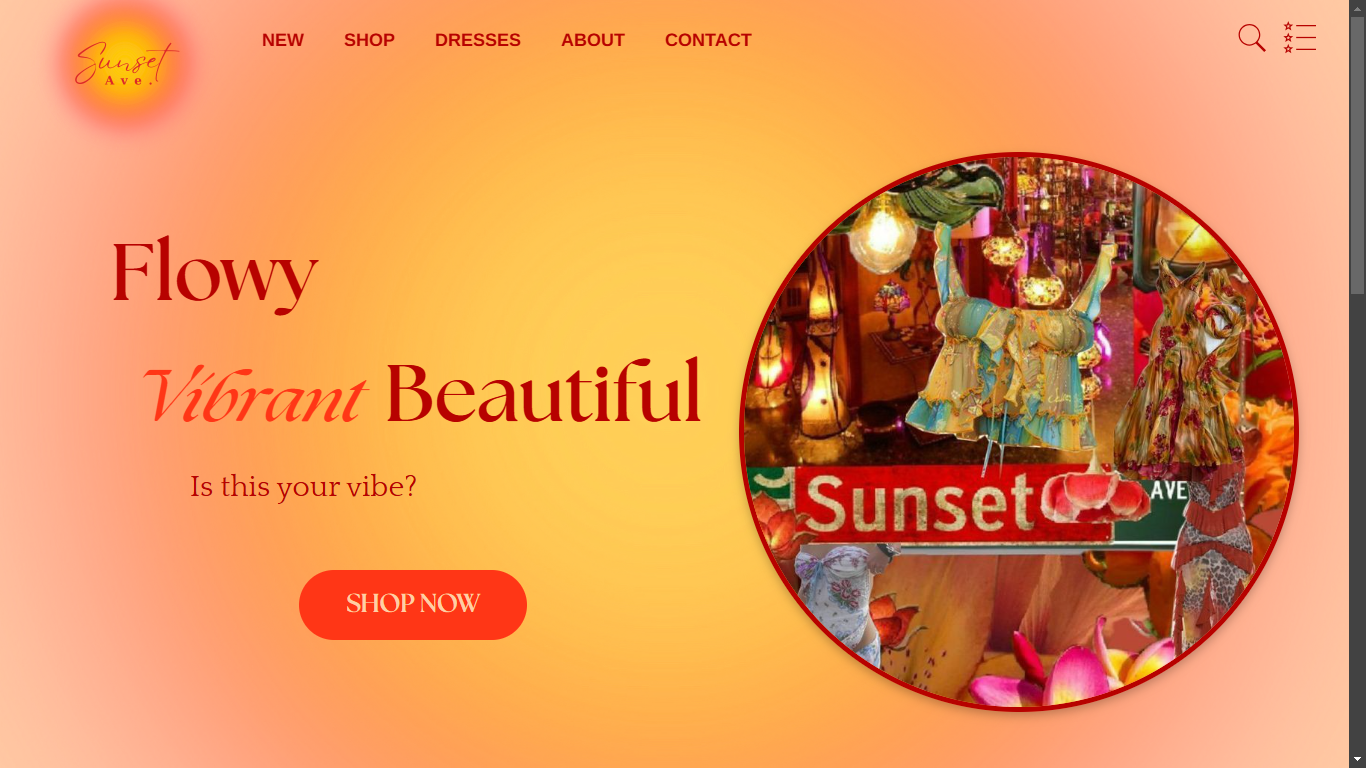 Sunset
Ave.
NEW SHOP DRESSES ABOUT CONTACT
Flowy
Vibrant Beautiful
Is this your vibe?
SHOP NOW
Sunset AVE